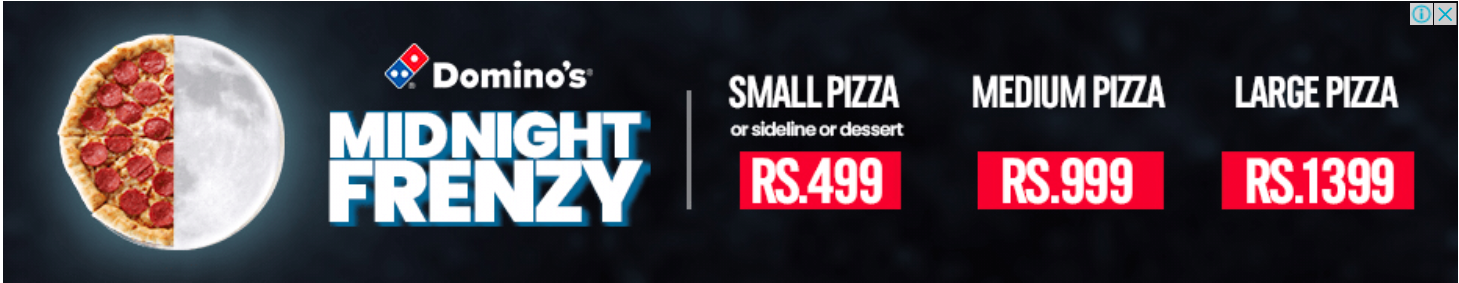 Domino's
MIDNIGHT
FRENZY
SMALL PIZZA
or sideline or dessert
RS.499
MEDIUM PIZZA
RS.999
LARGE PIZZA
RS.1399